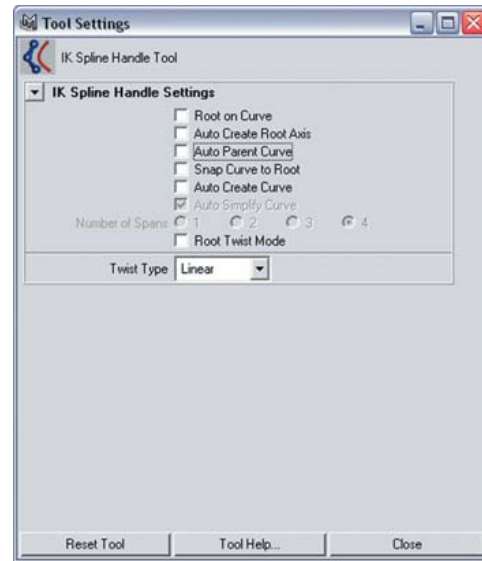 Tool Settings
IK Spline Handle Tool
IK Spline Handle Settings
Root on Curve
Auto Create Root Axis
Auto Parent Curve
Snap Curve to Root
Auto Create Curve
Auto Simplify Curve
Number of Spans 1 2 3 4
Root Twist Mode
Twist Type Linear
Reset Tool Tool Help... Close